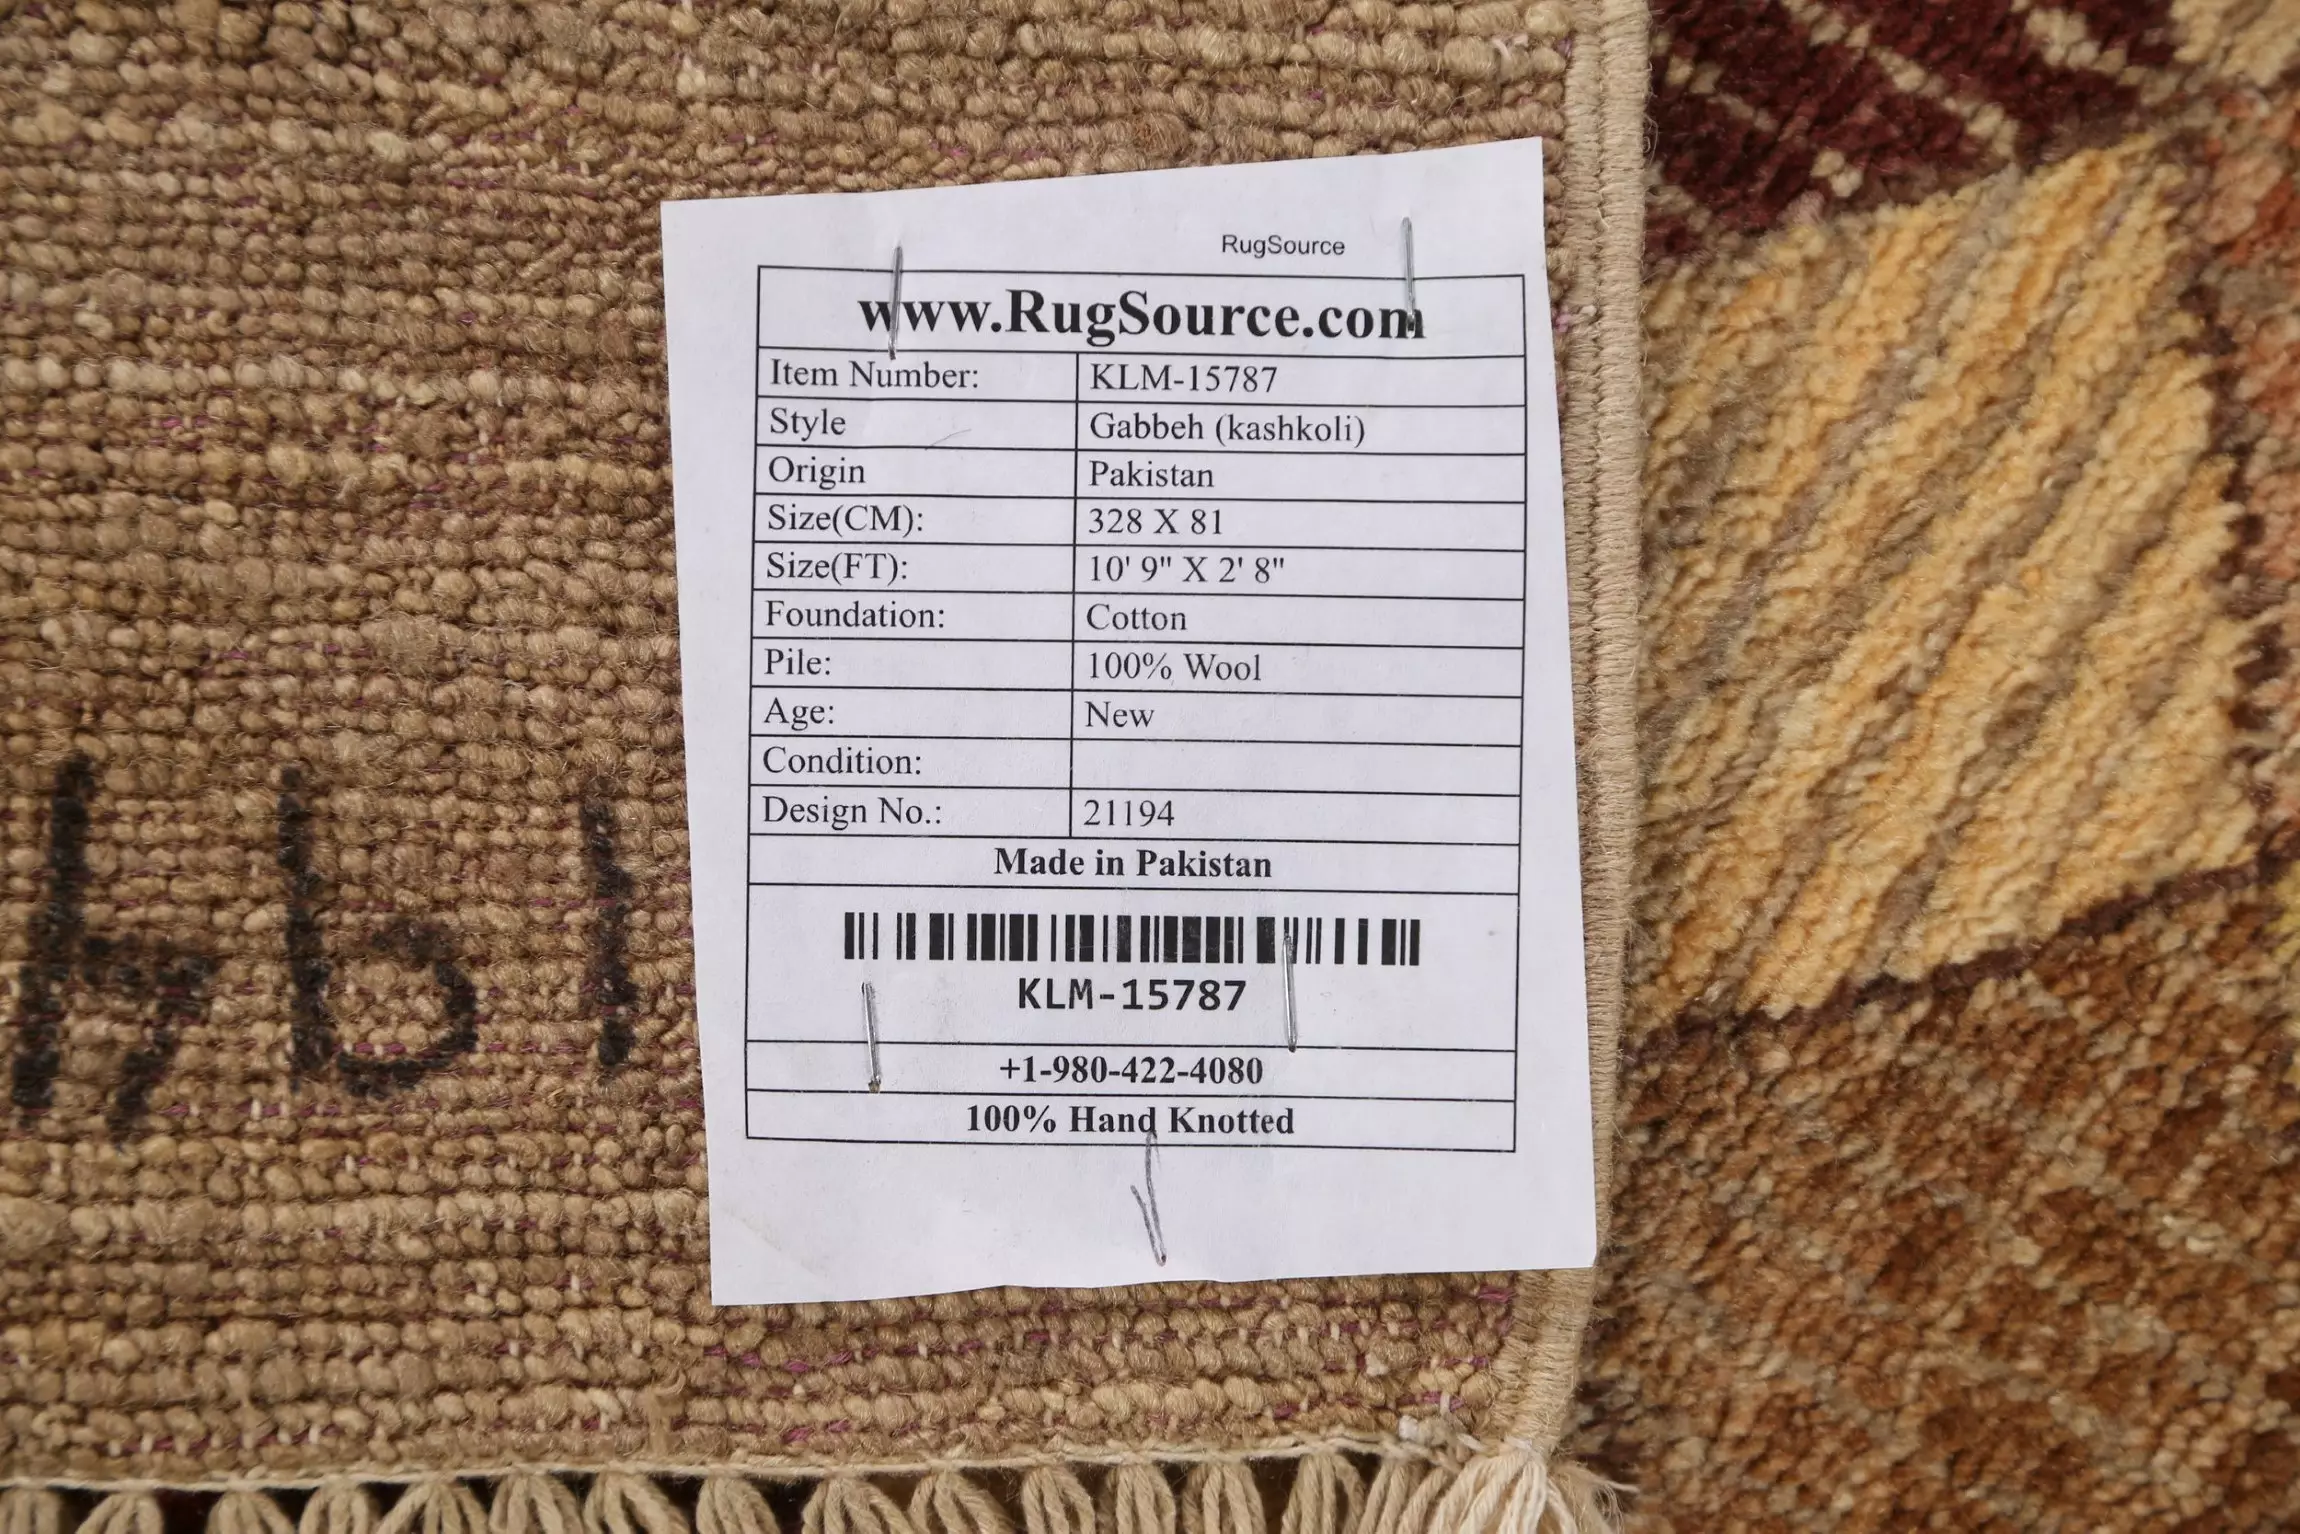 RugSource
www.RugSource.com
Item Number: KLM-15787
Style Gabbeh (kashkoli)
Origin Pakistan
Size(CM): 328 X 81
Size(FT): 10' 9" X 2' 8"
Foundation: Cotton
Pile: 100% Wool
Age: New
Condition:
Design No.: 21194
Made in Pakistan
KLM-15787
+1-980-422-4080
100% Hand Knotted